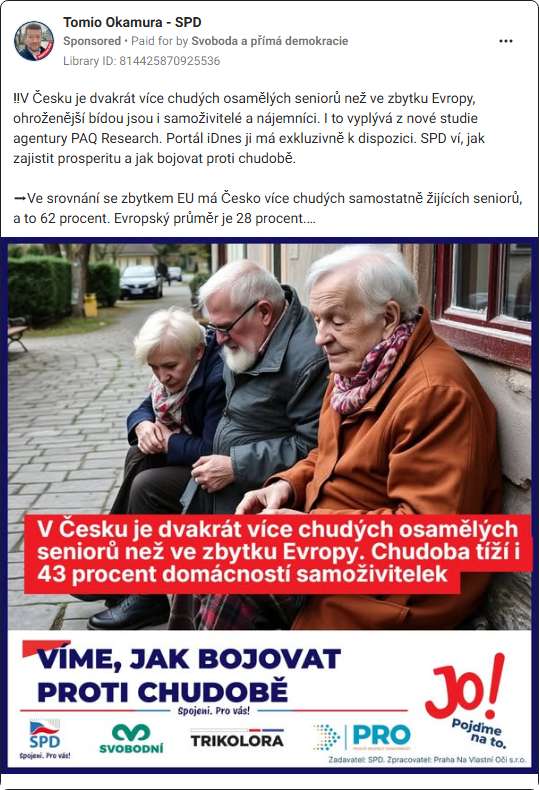 Tomio Okamura - SPD
Sponsored • Paid for by Svoboda a přímá demokracie
Library ID: 814425870925536
‼V Česku je dvakrát více chudých osamělých seniorů než ve zbytku Evropy,
ohroženější bídou jsou i samoživitelé a nájemníci. I to vyplývá z nové studie
agentury PAQ Research. Portál iDnes ji má exkluzivně k dispozici. SPD ví, jak
zajistit prosperitu a jak bojovat proti chudobě.
➞Ve srovnání se zbytkem EU má Česko více chudých samostatně žijících seniorů,
a to 62 procent. Evropský průměr je 28 procent....
V Česku je dvakrát více chudých osamělých
seniorů než ve zbytku Evropy. Chudoba tíží i
43 procent domácností samoživitelek
VÍME, JAK BOJOVAT
PROTI CHUDOBĚ
Spojeni. Pro vás!
Jo!
Pojďme
na to.
SPD
Spojeni. Pro vás!
SVOBODNÍ
TRIKOLORA
PRO
Zadavatel: SPD. Zpracovatel: Praha Na Vlastní Oči s.r.o.